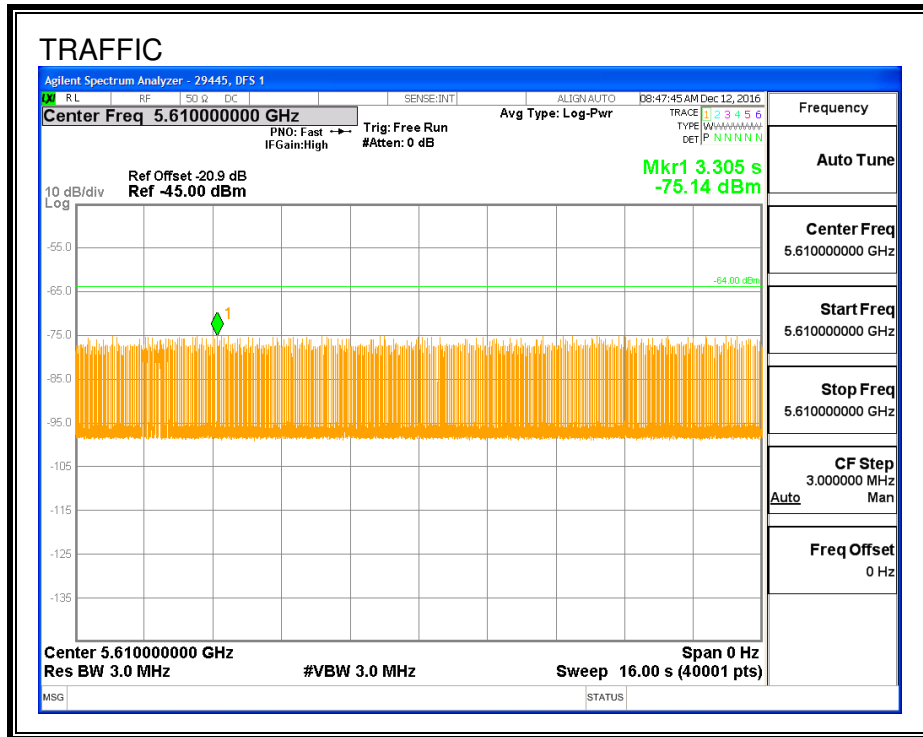 TRAFFIC
Agilent Spectrum Analyzer - 29445, DFS 1
LXI RL RF 50 Ω DC SENSE:INT ALIGN AUTO 08:47:45 AM Dec 12, 2016
Center Freq 5.610000000 GHz
PNO: Fast
IFGain:High
Trig: Free Run
#Atten: 0 dB
Avg Type: Log-Pwr
TRACE 1 2 3 4 5 6
TYPE WWWWWWW
DET P N N N N N
Mkr1 3.305 s
-75.14 dBm
Ref Offset -20.9 dB
10 dB/div Ref -45.00 dBm
Log
-55.0
-64.00 dBm
-65.0
1
-75.0
-85.0
-95.0
-105
-115
-125
-135
Center 5.610000000 GHz Span 0 Hz
Res BW 3.0 MHz #VBW 3.0 MHz Sweep 16.00 s (40001 pts)
MSG STATUS
Frequency
Auto Tune
Center Freq
5.610000000 GHz
Start Freq
5.610000000 GHz
Stop Freq
5.610000000 GHz
CF Step
3.000000 MHz
Auto Man
Freq Offset
0 Hz